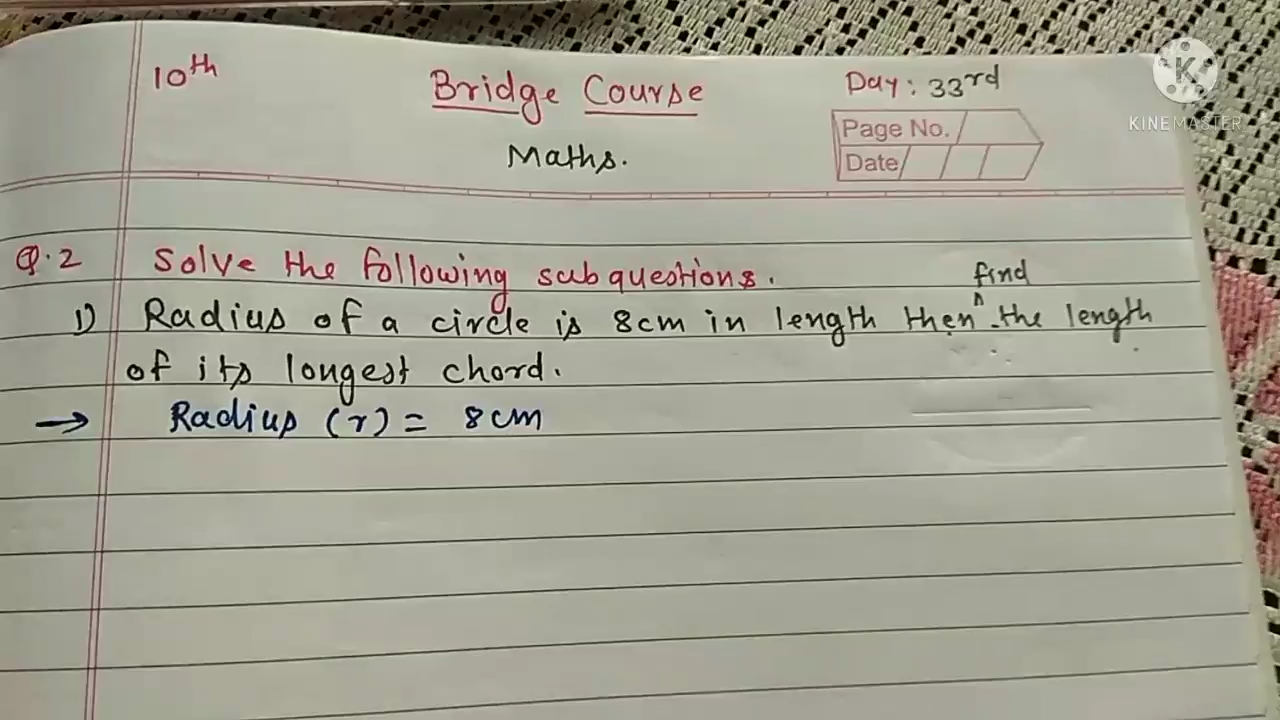 10th
Bridge Course
Maths.
Day: 33rd
Page No.
Date
K
KINEMASTER
Q.2 Solve the following subquestions.
find
1) Radius of a circle is 8cm in length then ^ the length
of its longest chord.
→ Radius (r) = 8cm